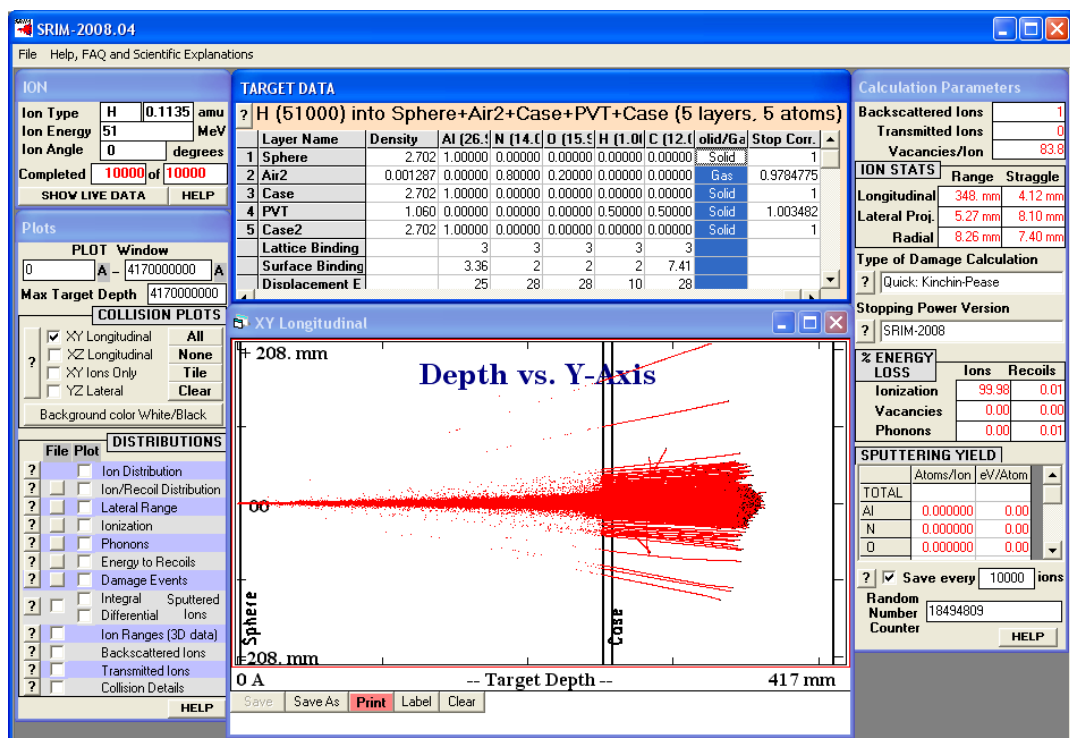 SRIM-2008.04
File Help, FAQ and Scientific Explanations
ION
Ion Type H 0.1135 amu
Ion Energy 51 MeV
Ion Angle 0 degrees
Completed 10000 of 10000
SHOW LIVE DATA HELP
Plots
PLOT Window
0 A - 4170000000 A
Max Target Depth 4170000000
COLLISION PLOTS
? XY Longitudinal All
XZ Longitudinal None
XY Ions Only Tile
YZ Lateral Clear
Background color White/Black
DISTRIBUTIONS
File Plot
? Ion Distribution
? Ion/Recoil Distribution
? Lateral Range
? Ionization
? Phonons
? Energy to Recoils
? Damage Events
? Integral Sputtered
Differential Ions
? Ion Ranges (3D data)
? Backscattered Ions
? Transmitted Ions
? Collision Details
HELP
TARGET DATA
? H (51000) into Sphere+Air2+Case+PVT+Case (5 layers, 5 atoms)
Layer Name Density Al (26.9 N (14.0 O (15.9 H (1.00 C (12.0 olid/Ga Stop Corr.
1 Sphere 2.702 1.00000 0.00000 0.00000 0.00000 0.00000 Solid 1
2 Air2 0.001287 0.00000 0.80000 0.20000 0.00000 0.00000 Gas 0.9784775
3 Case 2.702 1.00000 0.00000 0.00000 0.00000 0.00000 Solid 1
4 PVT 1.060 0.00000 0.00000 0.00000 0.50000 0.50000 Solid 1.003482
5 Case2 2.702 1.00000 0.00000 0.00000 0.00000 0.00000 Solid 1
Lattice Binding 3 3 3 3 3
Surface Binding 3.36 2 2 2 7.41
Displacement E 25 28 28 10 28
XY Longitudinal
+ 208. mm
Depth vs. Y-Axis
00
Sphere
Case
-208. mm
0 A -- Target Depth -- 417 mm
Save Save As Print Label Clear
Calculation Parameters
Backscattered Ions 1
Transmitted Ions 0
Vacancies/Ion 83.8
ION STATS Range Straggle
Longitudinal 348. mm 4.12 mm
Lateral Proj. 5.27 mm 8.10 mm
Radial 8.26 mm 7.40 mm
Type of Damage Calculation
? Quick: Kinchin-Pease
Stopping Power Version
? SRIM-2008
% ENERGY LOSS Ions Recoils
Ionization 99.98 0.01
Vacancies 0.00 0.00
Phonons 0.00 0.01
SPUTTERING YIELD
Atoms/Ion eV/Atom
TOTAL
Al 0.000000 0.00
N 0.000000 0.00
O 0.000000 0.00
? Save every 10000 ions
Random Number Counter 18494809
HELP